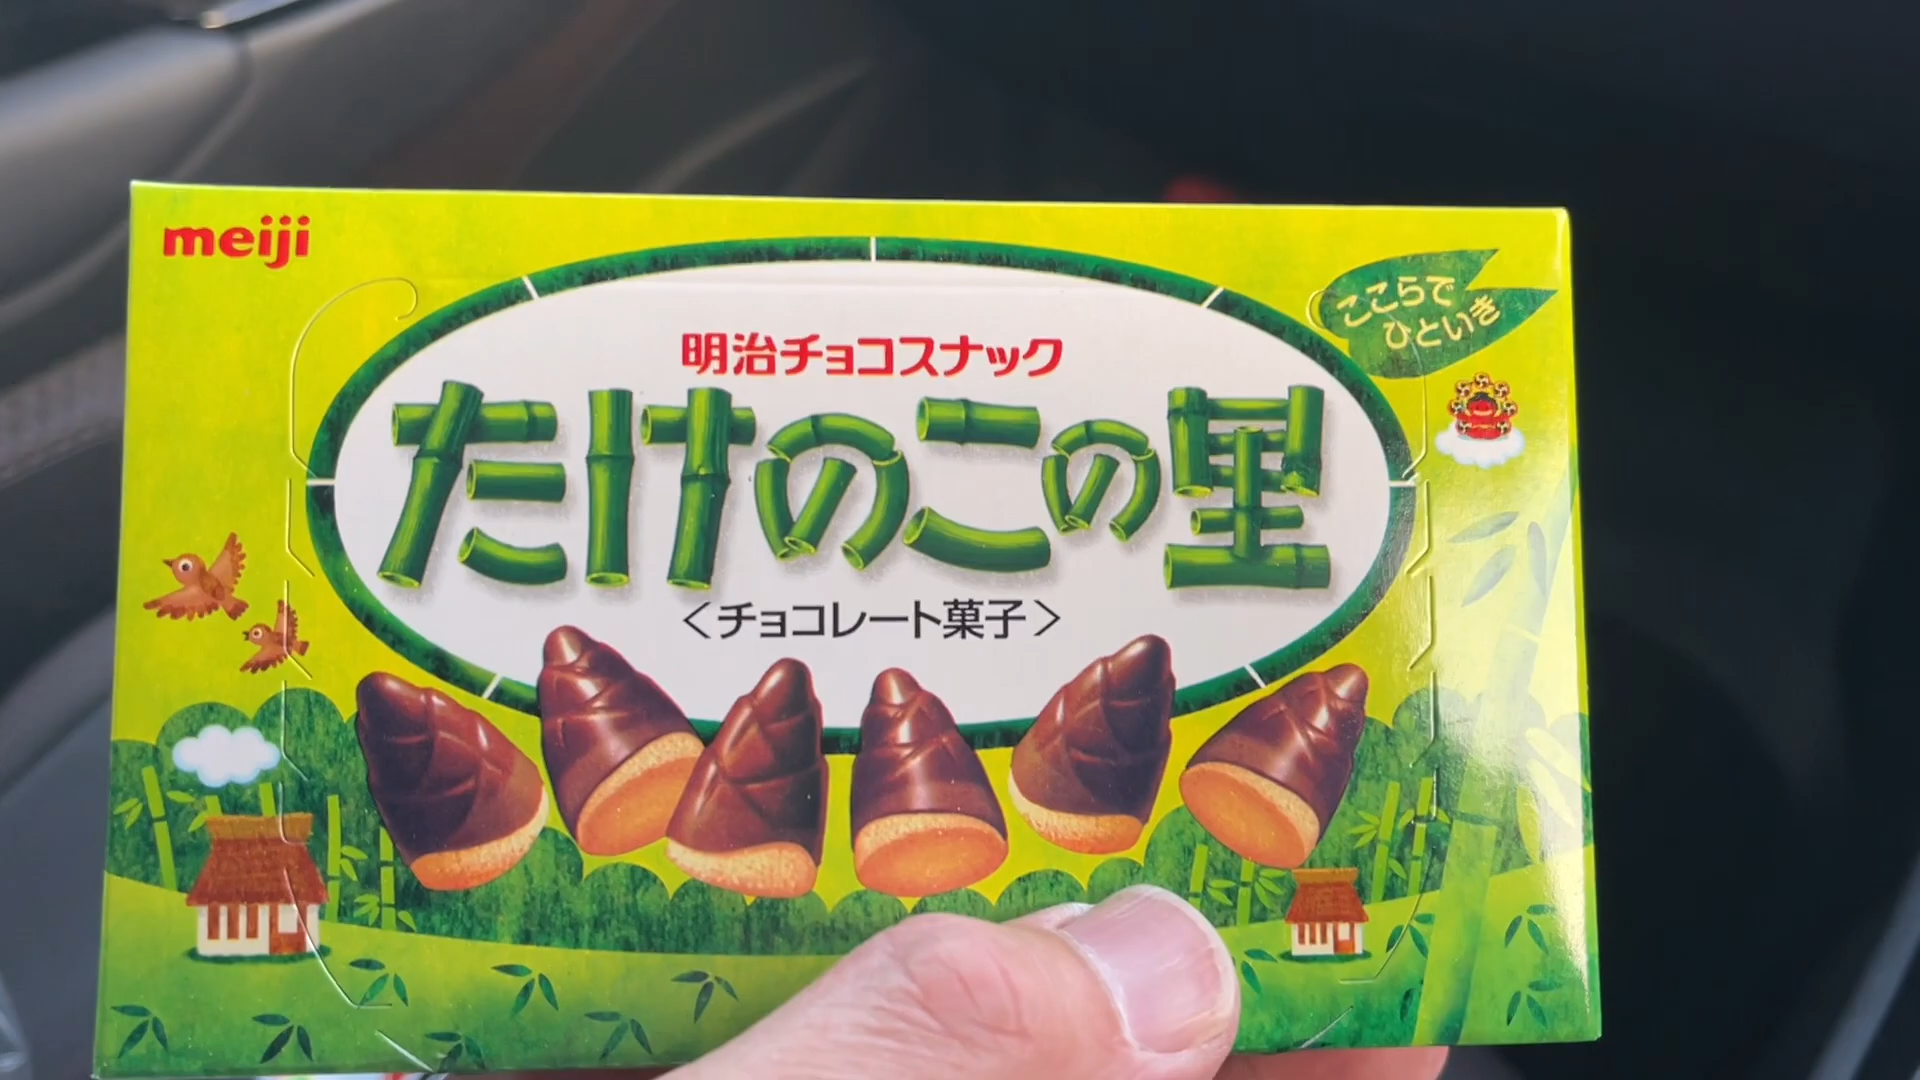 meiji
ここらで
ひといき
明治チョコスナック
たけのこの里
＜チョコレート菓子＞